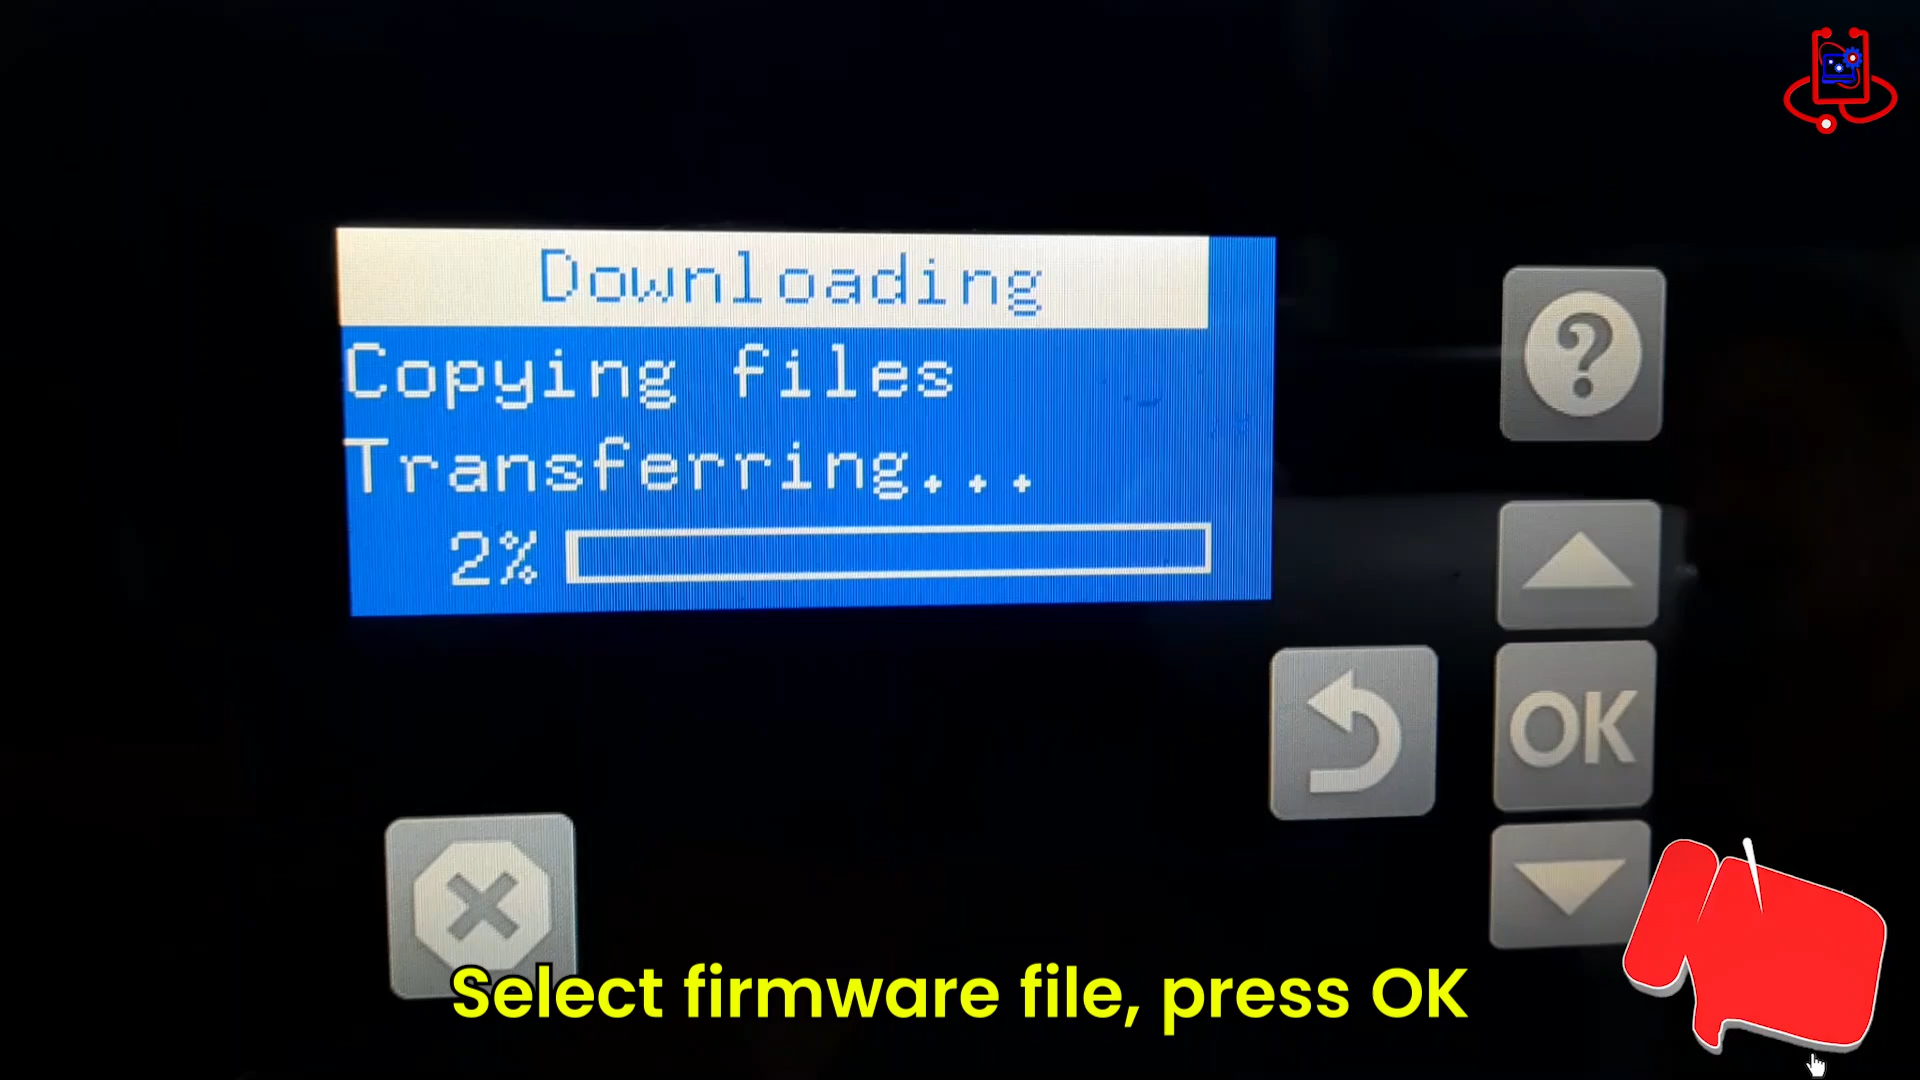 Downloading
Copying files
Transferring...
2%
OK
Select firmware file, press OK